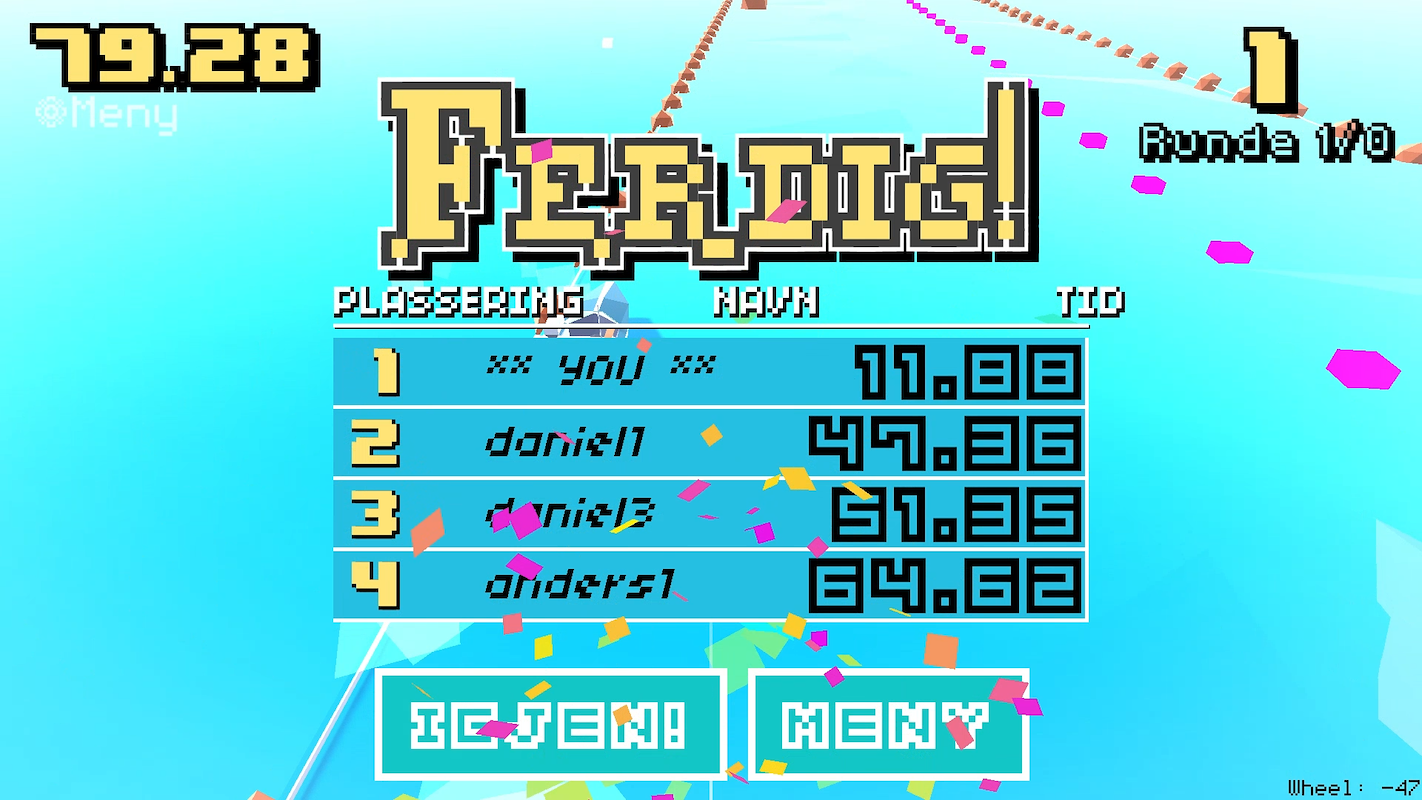 79.28
Meny
1
Runde 1/0
FERDIG!
PLASSERING NAVN TID
1 ** YOU ** 11.88
2 daniel1 47.36
3 daniel3 51.35
4 anders1 64.62
IGJEN! MENY
Wheel: -47